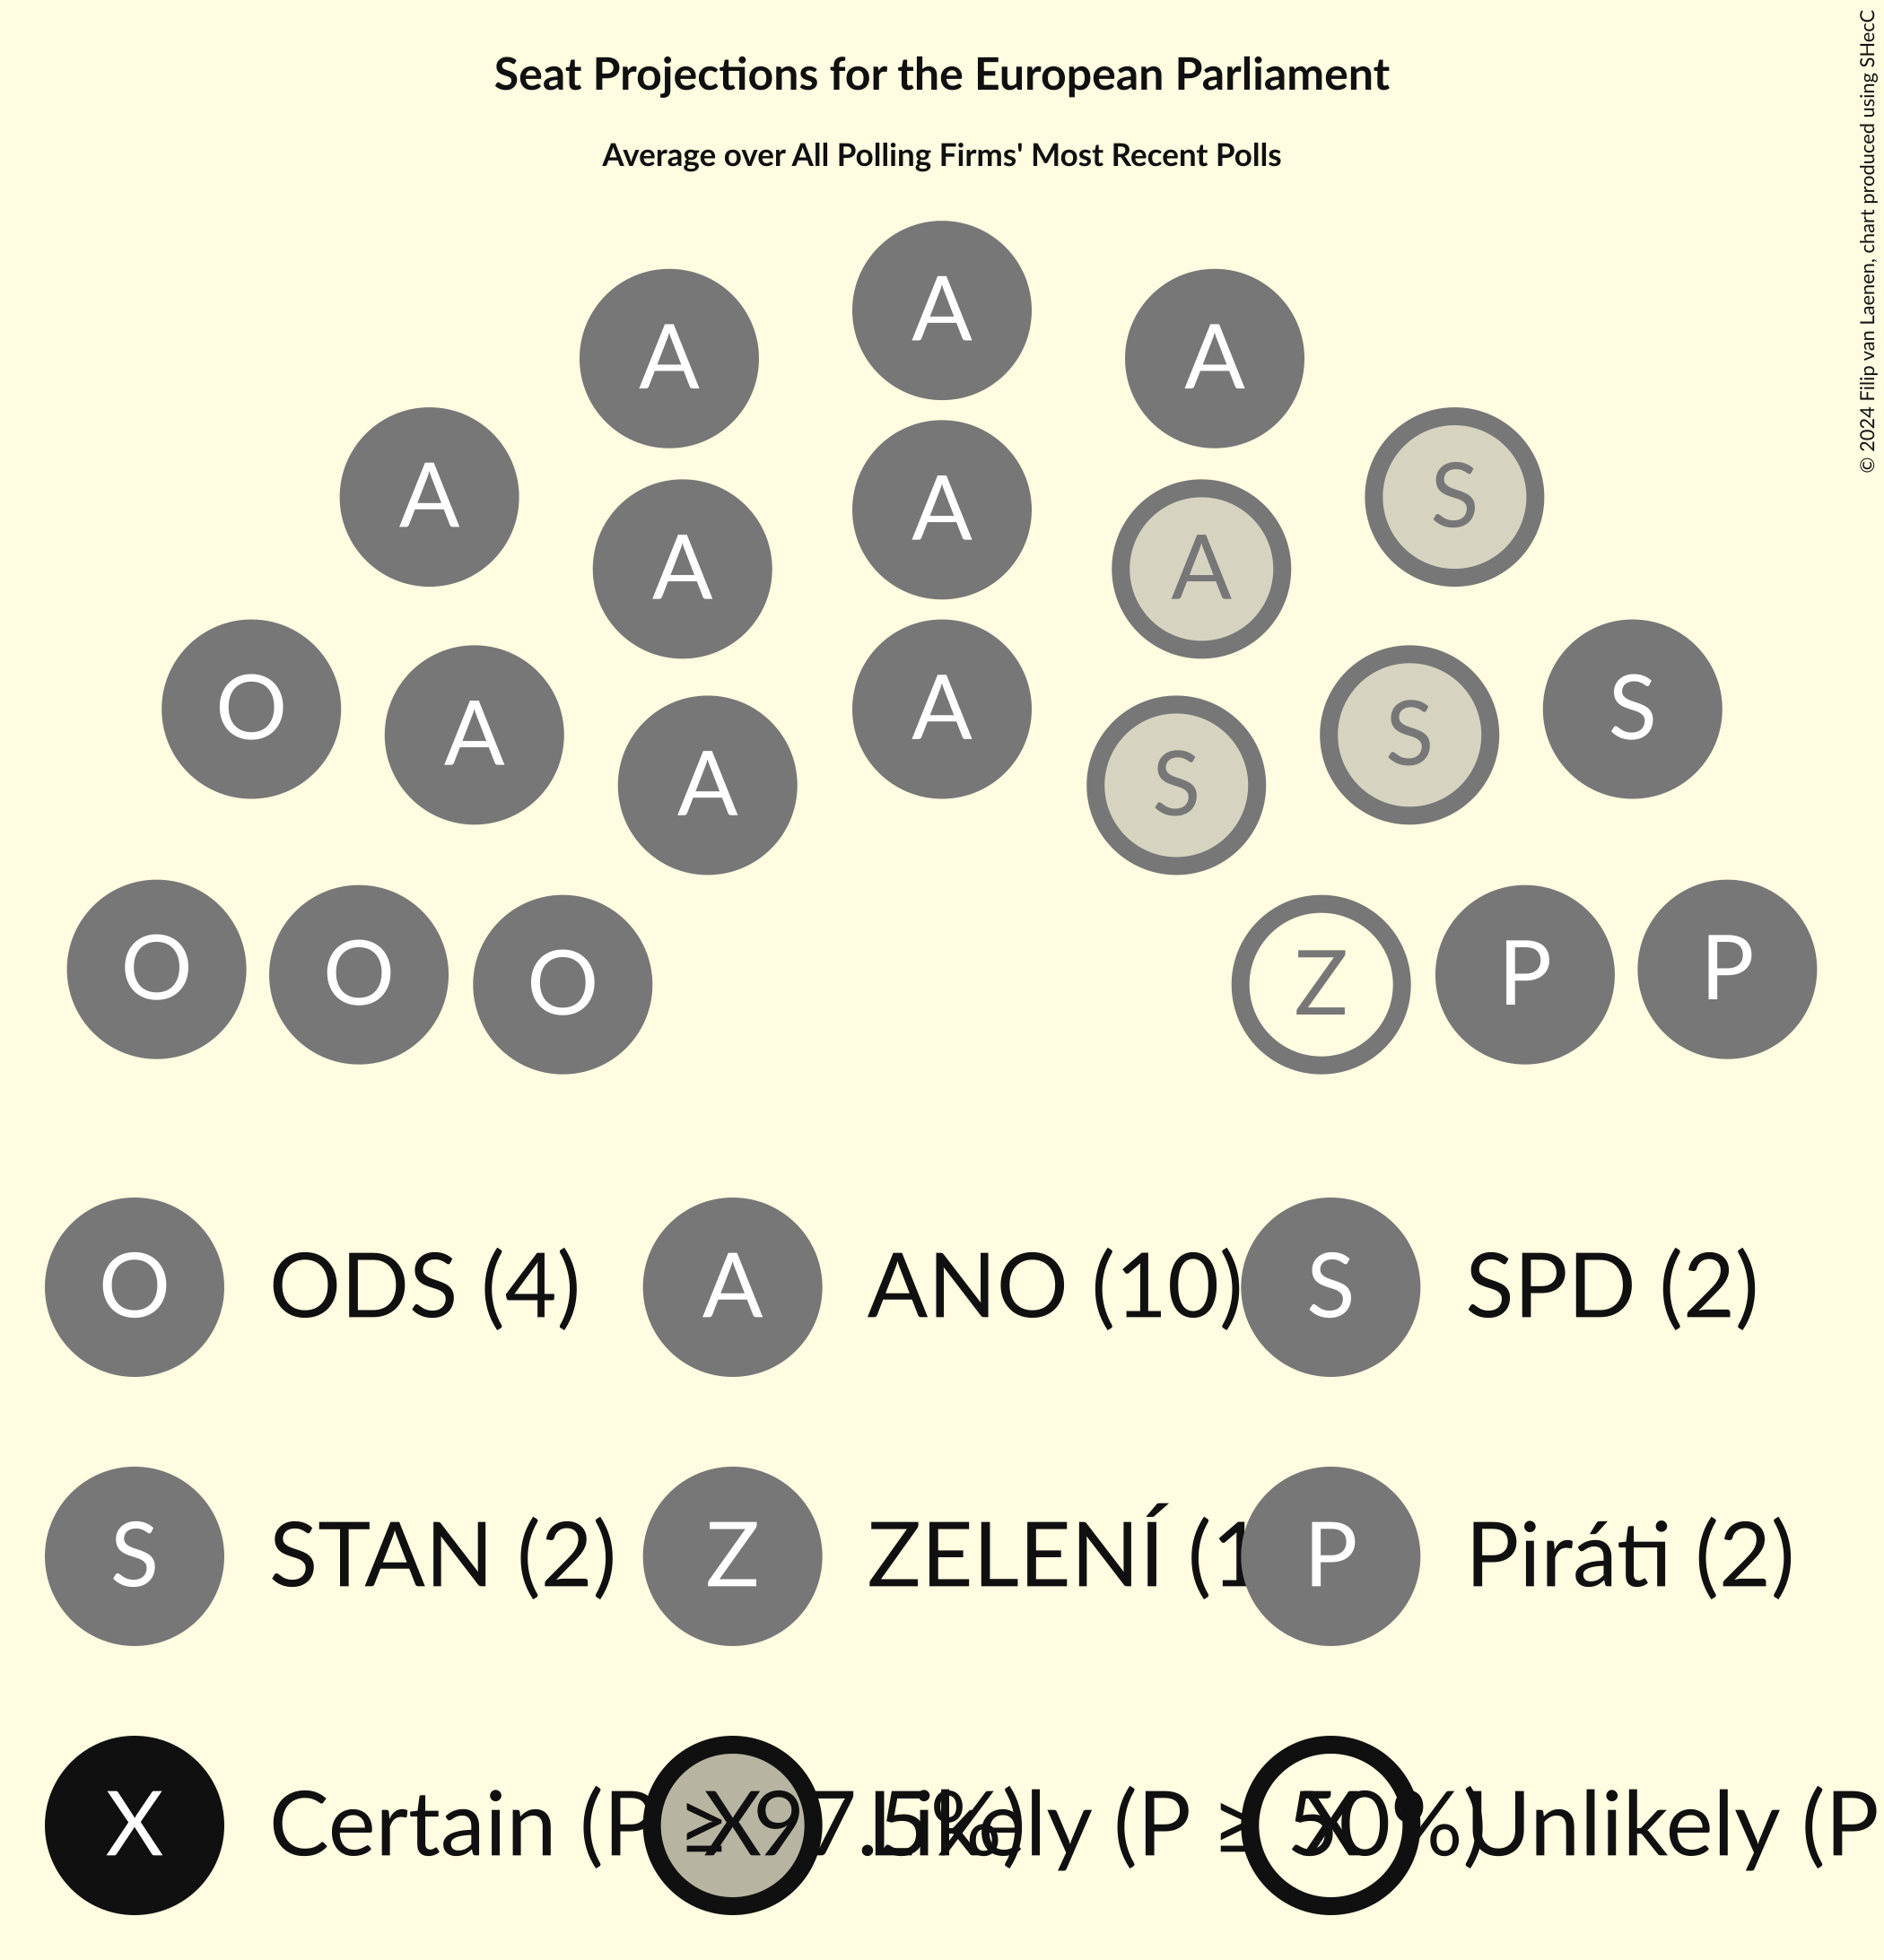 Seat Projections for the European Parliament
Average over All Polling Firms' Most Recent Polls
© 2024 Filip van Laenen, chart produced using SHecC
A
A A
A S
A
A A
O S
A S
A
A S
O O O Z P P
O ODS (4) A ANO (10) S SPD (2)
S STAN (2) Z ZELENÍ (1 P Piráti (2)
X Certain (P ≥ 97.5%) X Likely (P ≥ 50%) X Unlikely (P